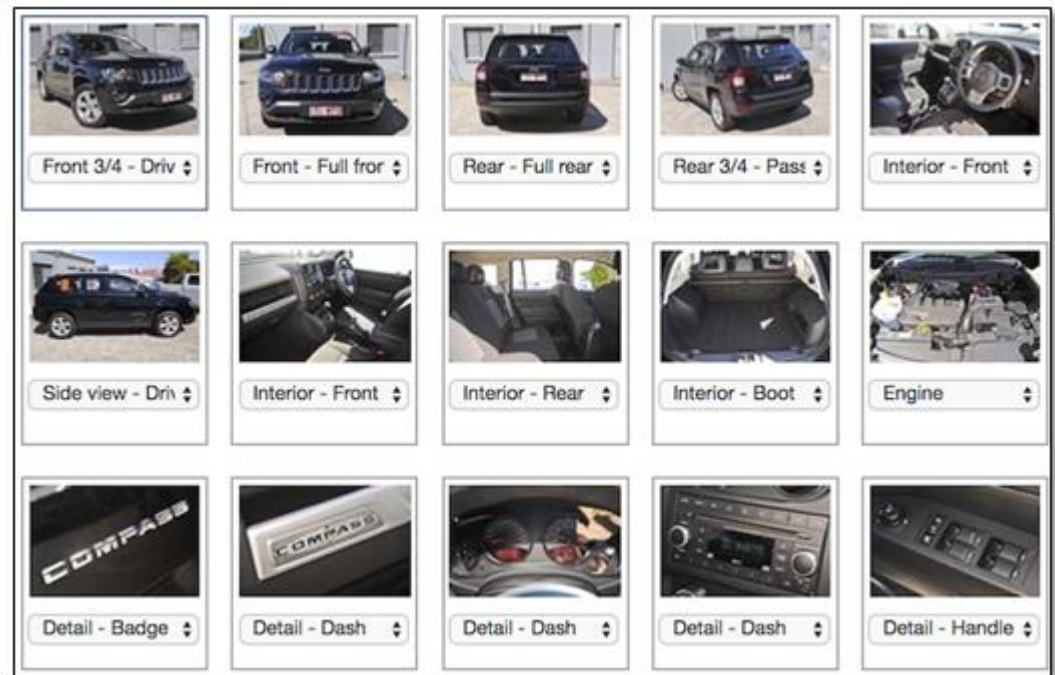 Front 3/4 - Driv
Front - Full fror
Rear - Full rear
Rear 3/4 - Pass
Interior - Front
Side view - Driv
Interior - Front
Interior - Rear
Interior - Boot
Engine
COMPASS
COMPASS
Detail - Badge
Detail - Dash
Detail - Dash
Detail - Dash
Detail - Handle